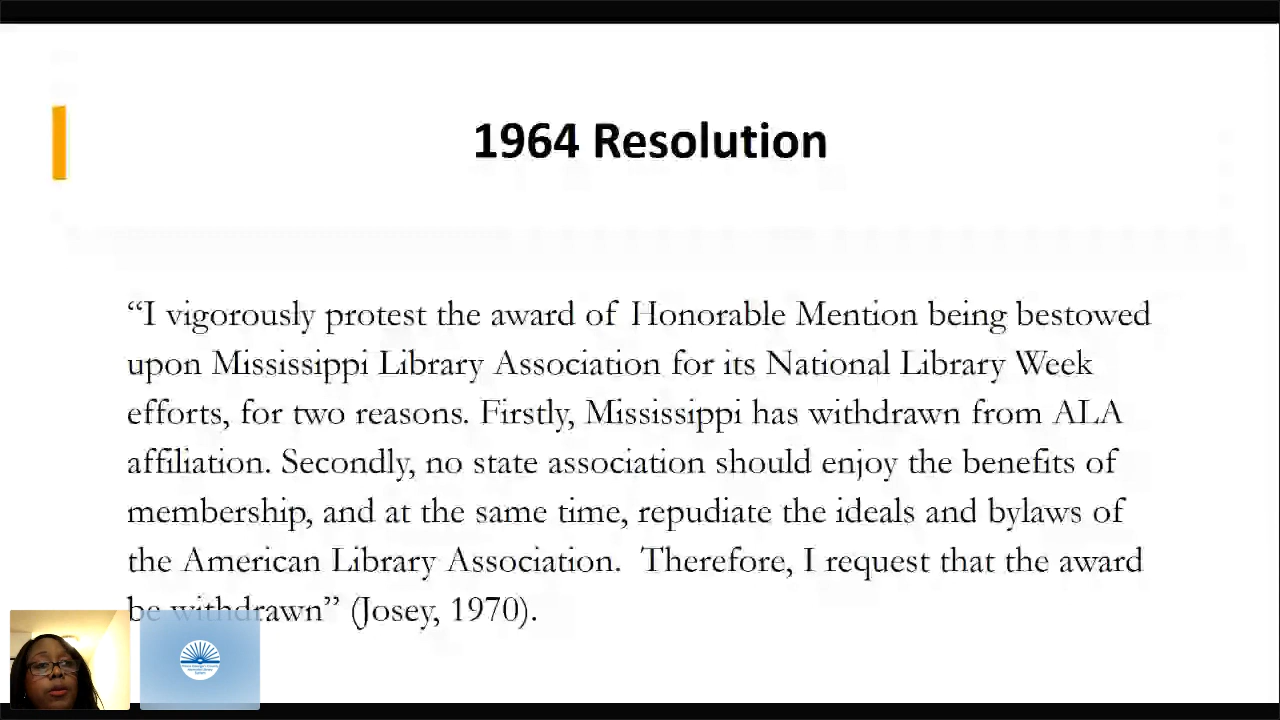 1964 Resolution
“I vigorously protest the award of Honorable Mention being bestowed
upon Mississippi Library Association for its National Library Week
efforts, for two reasons. Firstly, Mississippi has withdrawn from ALA
affiliation. Secondly, no state association should enjoy the benefits of
membership, and at the same time, repudiate the ideals and bylaws of
the American Library Association. Therefore, I request that the award
be withdrawn” (Josey, 1970).